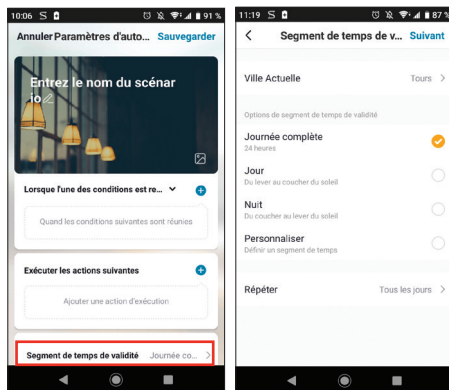 10:06 S 91 %
Annuler Paramètres d'auto... Sauvegarder
Entrez le nom du scénar
io
Lorsque l'une des conditions est re...
Quand les conditions suivantes sont réunies
Exécuter les actions suivantes
Ajouter une action d'exécution
Segment de temps de validité Journée co...
11:19 S 87 %
Segment de temps de v... Suivant
Ville Actuelle Tours
Options de segment de temps de validité
Journée complète
24 heures
Jour
Du lever au coucher du soleil
Nuit
Du coucher au lever du soleil
Personnaliser
Définir un segment de temps
Répéter Tous les jours